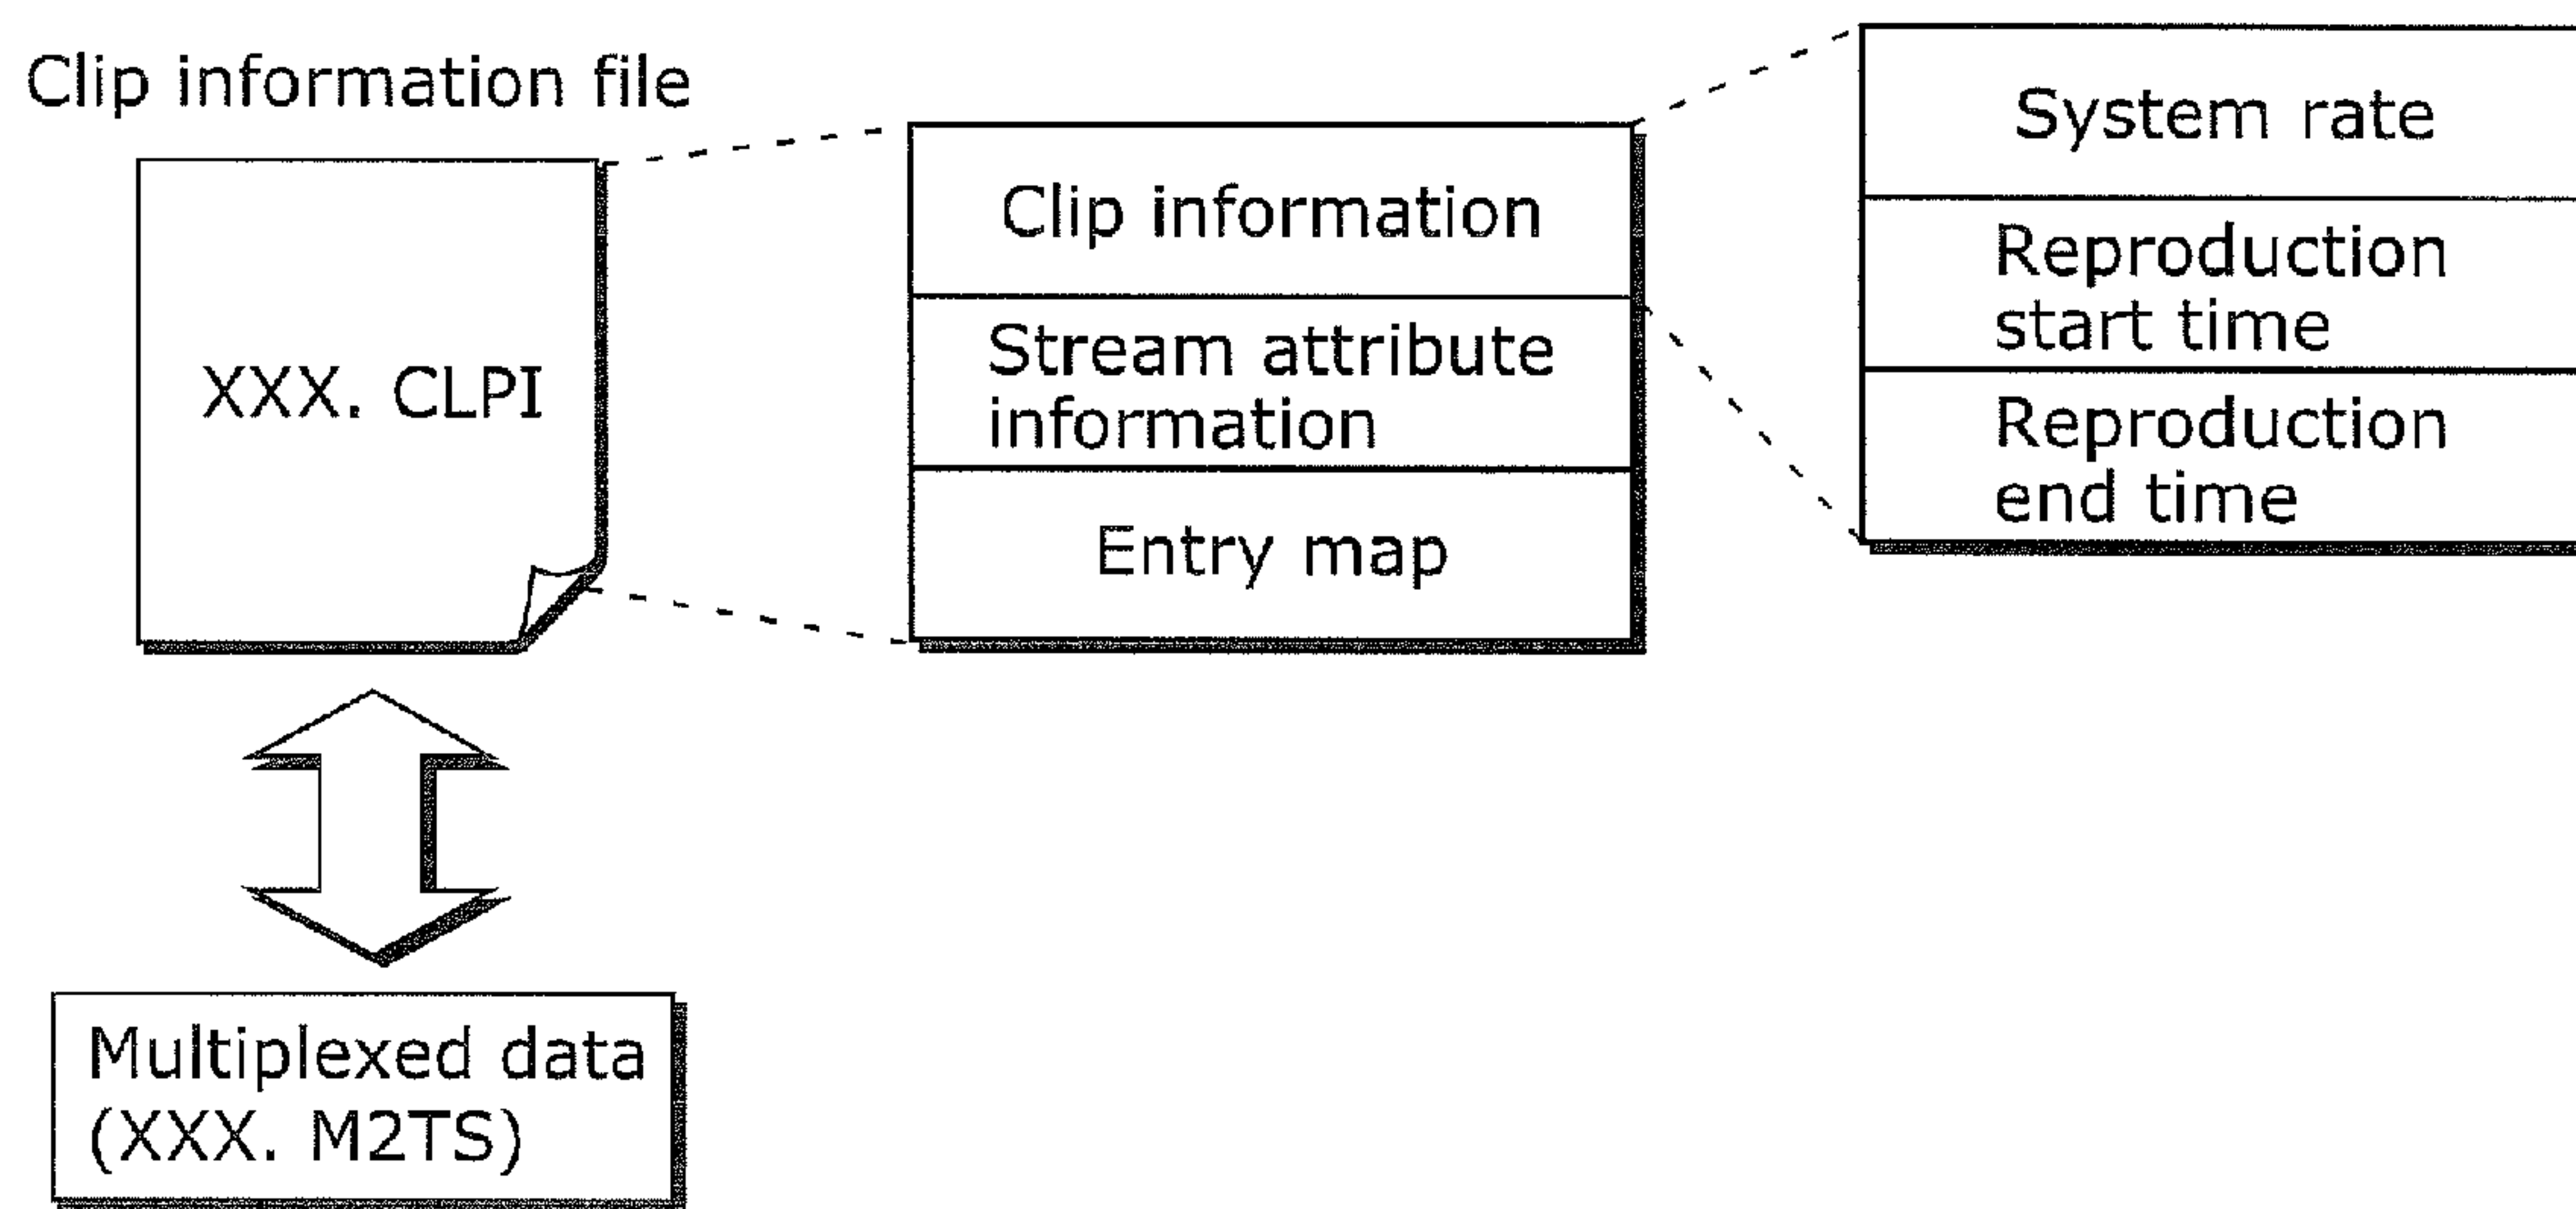 Clip information file
XXX. CLPI
Multiplexed data
(XXX. M2TS)
Clip information
Stream attribute
information
Entry map
System rate
Reproduction
start time
Reproduction
end time